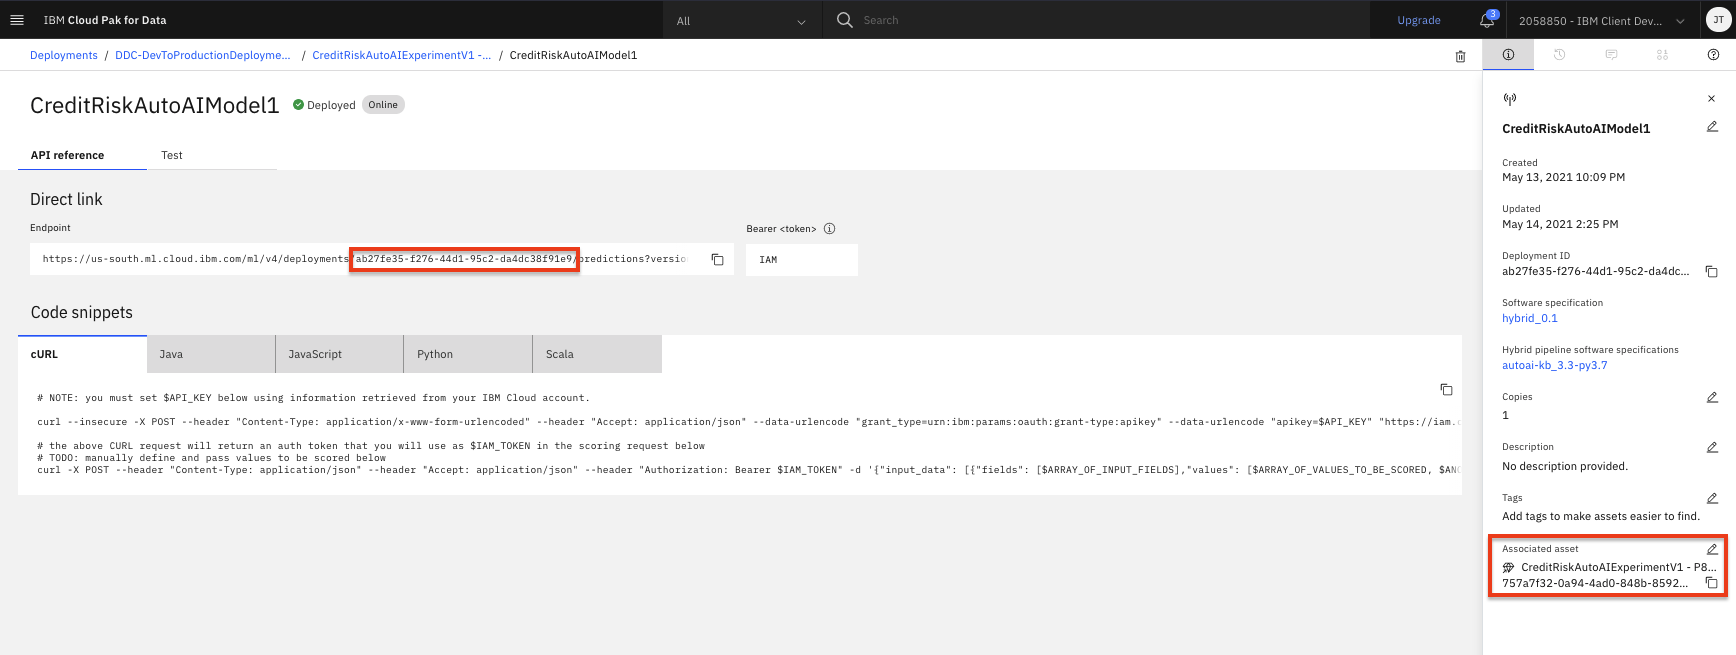 IBM Cloud Pak for Data
All
Search
Upgrade
3
2058850 - IBM Client Dev...
JT
Deployments / DDC-DevToProductionDeployme... / CreditRiskAutoAIExperimentV1 -... / CreditRiskAutoAIModel1
CreditRiskAutoAIModel1
Deployed
Online
API reference
Test
Direct link
Endpoint
Bearer <token>
https://us-south.ml.cloud.ibm.com/ml/v4/deployments/ab27fe35-f276-44d1-95c2-da4dc38f91e9/predictions?versio
IAM
Code snippets
cURL
Java
JavaScript
Python
Scala
# NOTE: you must set $API_KEY below using information retrieved from your IBM Cloud account.
curl --insecure -X POST --header "Content-Type: application/x-www-form-urlencoded" --header "Accept: application/json" --data-urlencode "grant_type=urn:ibm:params:oauth:grant-type:apikey" --data-urlencode "apikey=$API_KEY" "https://iam.c
# the above CURL request will return an auth token that you will use as $IAM_TOKEN in the scoring request below
# TODO: manually define and pass values to be scored below
curl -X POST --header "Content-Type: application/json" --header "Accept: application/json" --header "Authorization: Bearer $IAM_TOKEN" -d '{"input_data": [{"fields": [$ARRAY_OF_INPUT_FIELDS],"values": [$ARRAY_OF_VALUES_TO_BE_SCORED, $AN
CreditRiskAutoAIModel1
Created
May 13, 2021 10:09 PM
Updated
May 14, 2021 2:25 PM
Deployment ID
ab27fe35-f276-44d1-95c2-da4dc...
Software specification
hybrid_0.1
Hybrid pipeline software specifications
autoai-kb_3.3-py3.7
Copies
1
Description
No description provided.
Tags
Add tags to make assets easier to find.
Associated asset
CreditRiskAutoAIExperimentV1 - P8...
757a7f32-0a94-4ad0-848b-8592...